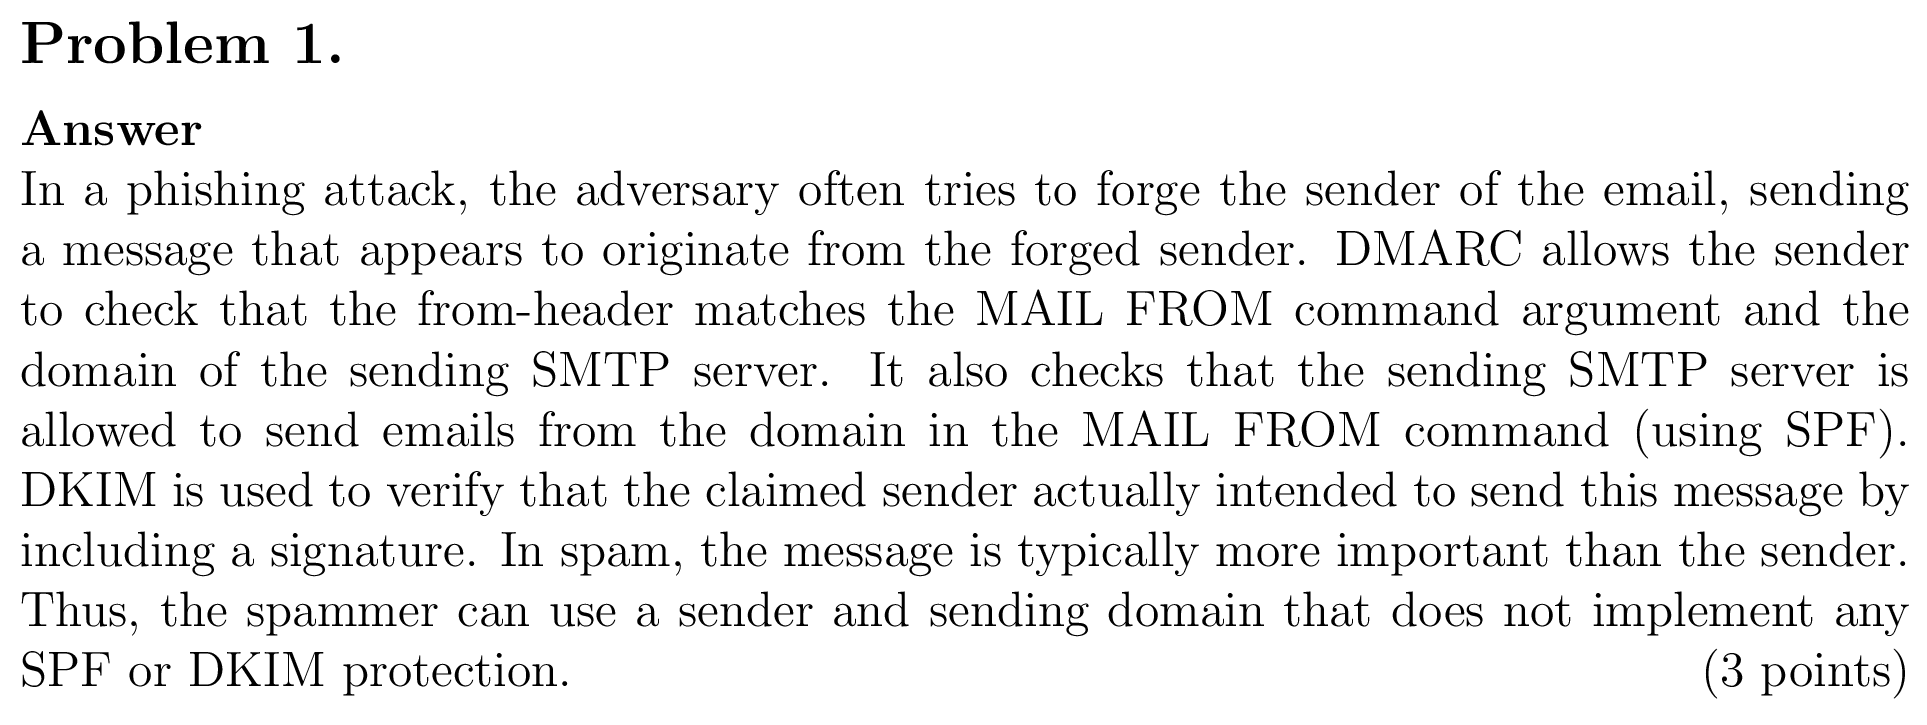 Problem 1.
Answer
In a phishing attack, the adversary often tries to forge the sender of the email, sending
a message that appears to originate from the forged sender. DMARC allows the sender
to check that the from-header matches the MAIL FROM command argument and the
domain of the sending SMTP server. It also checks that the sending SMTP server is
allowed to send emails from the domain in the MAIL FROM command (using SPF).
DKIM is used to verify that the claimed sender actually intended to send this message by
including a signature. In spam, the message is typically more important than the sender.
Thus, the spammer can use a sender and sending domain that does not implement any
SPF or DKIM protection. (3 points)